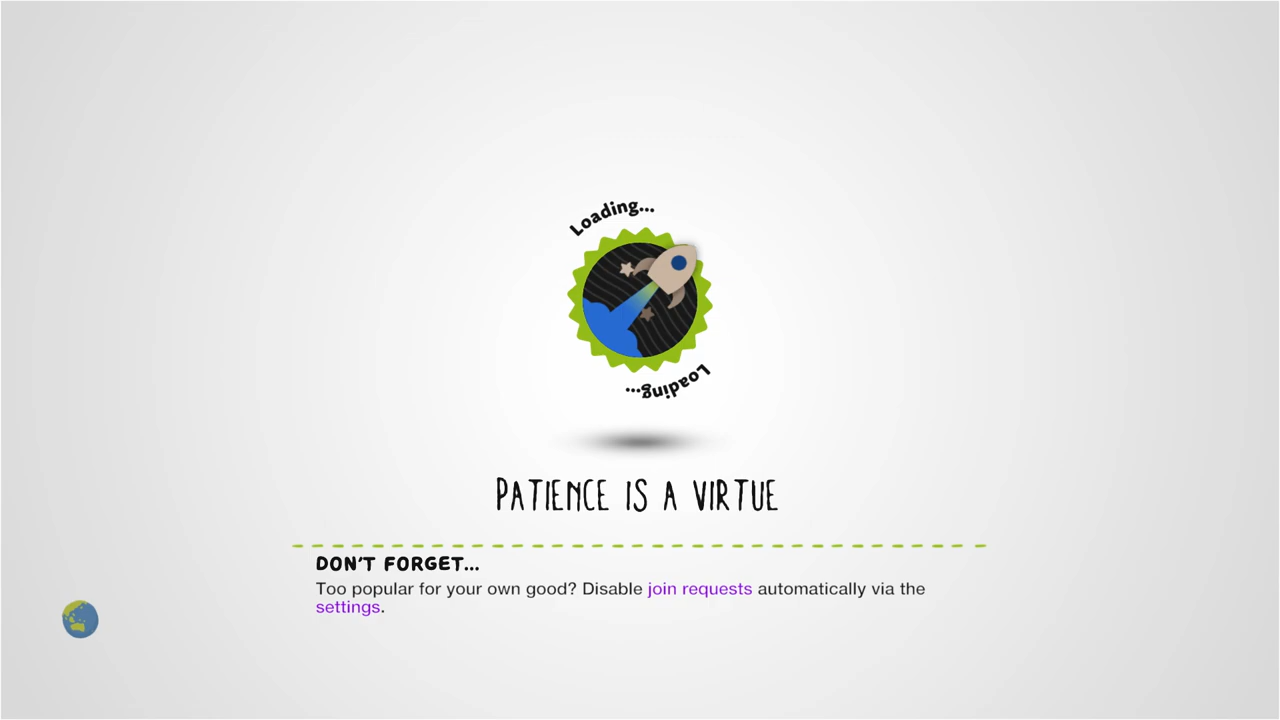 Loading...
Loading...
PATIENCE IS A VIRTUE
DON'T FORGET...
Too popular for your own good? Disable join requests automatically via the
settings.